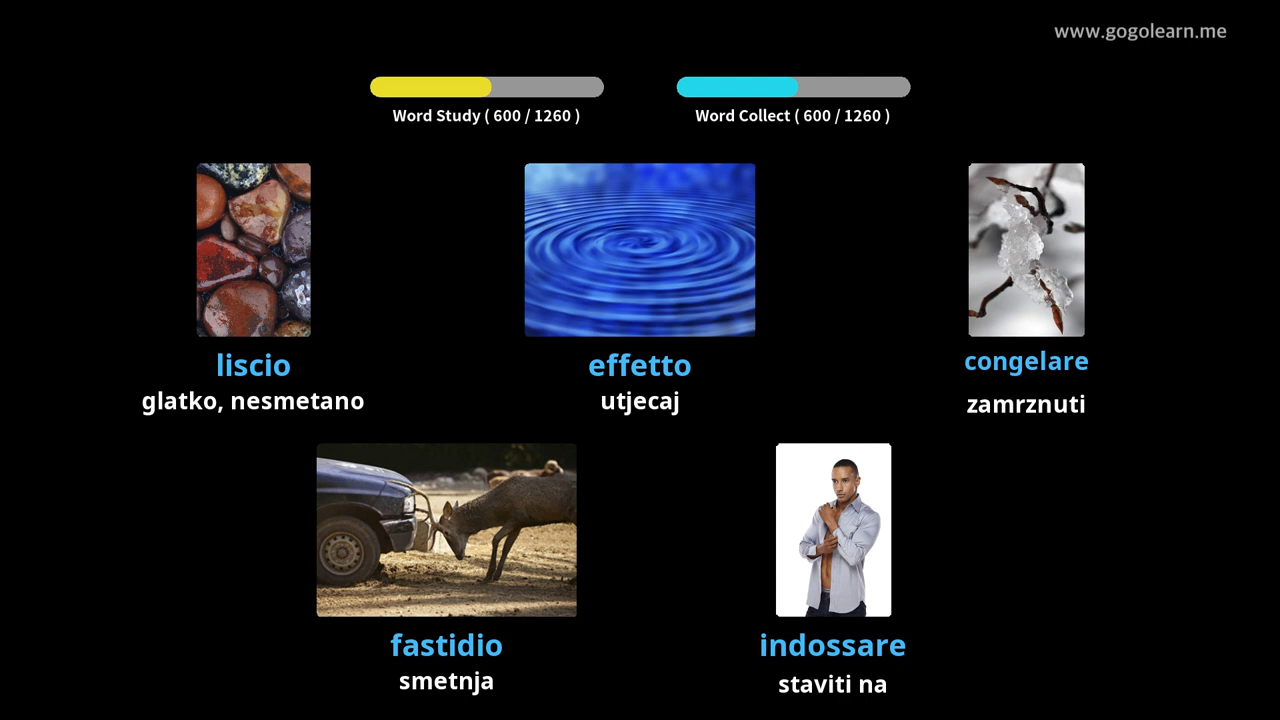 www.gogolearn.me
Word Study ( 600 / 1260 )
Word Collect ( 600 / 1260 )
liscio
glatko, nesmetano
effetto
utjecaj
congelare
zamrznuti
fastidio
smetnja
indossare
staviti na